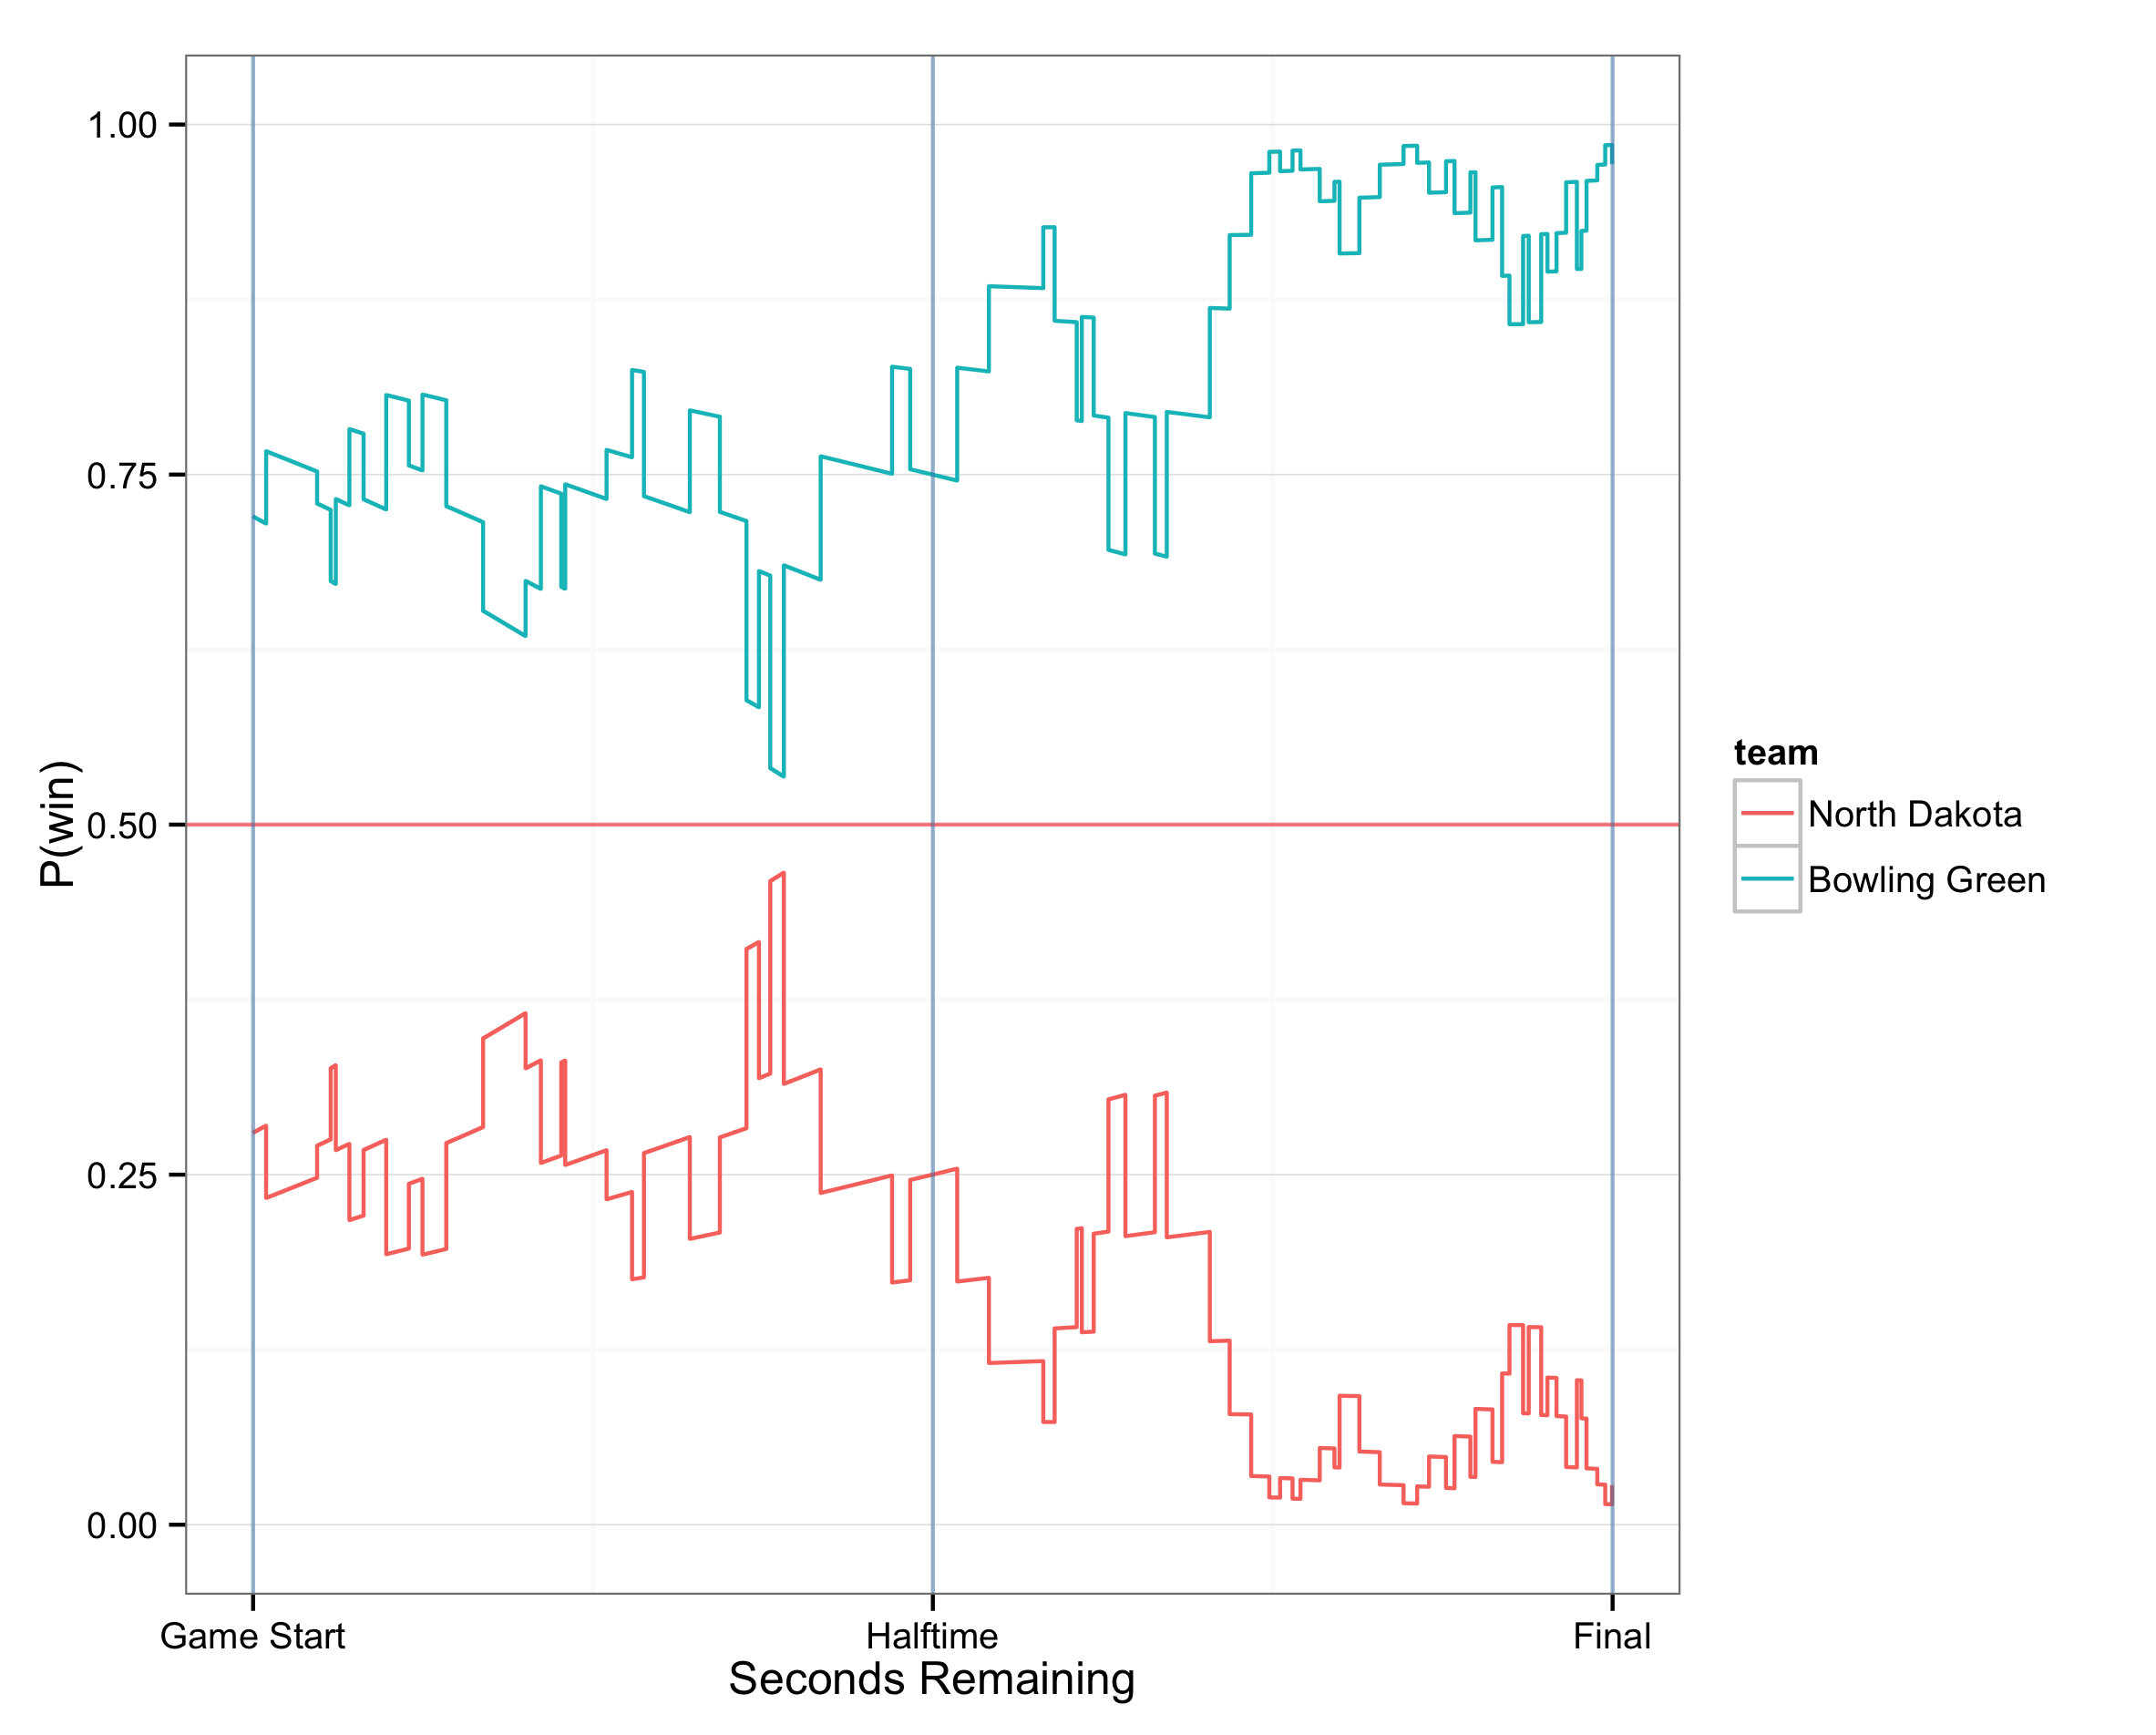 1.00
0.75
0.50
0.25
0.00
P(win)
Game Start
Halftime
Final
Seconds Remaining
team
North Dakota
Bowling Green